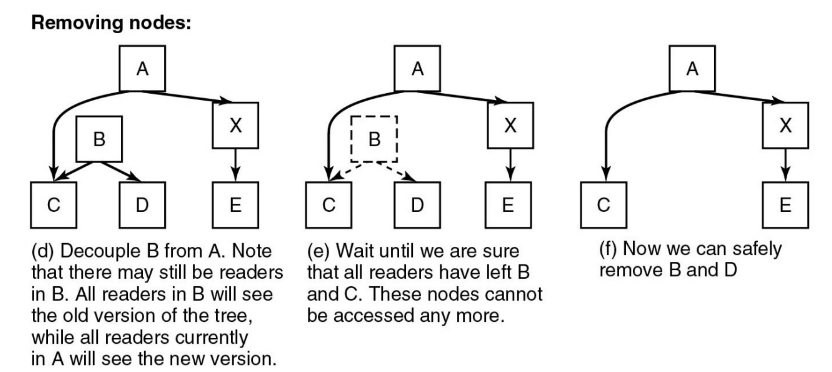 Removing nodes:
A
B
X
C
D
E
(d) Decouple B from A. Note
that there may still be readers
in B. All readers in B will see
the old version of the tree,
while all readers currently
in A will see the new version.
A
B
X
C
D
E
(e) Wait until we are sure
that all readers have left B
and C. These nodes cannot
be accessed any more.
A
X
C
E
(f) Now we can safely
remove B and D